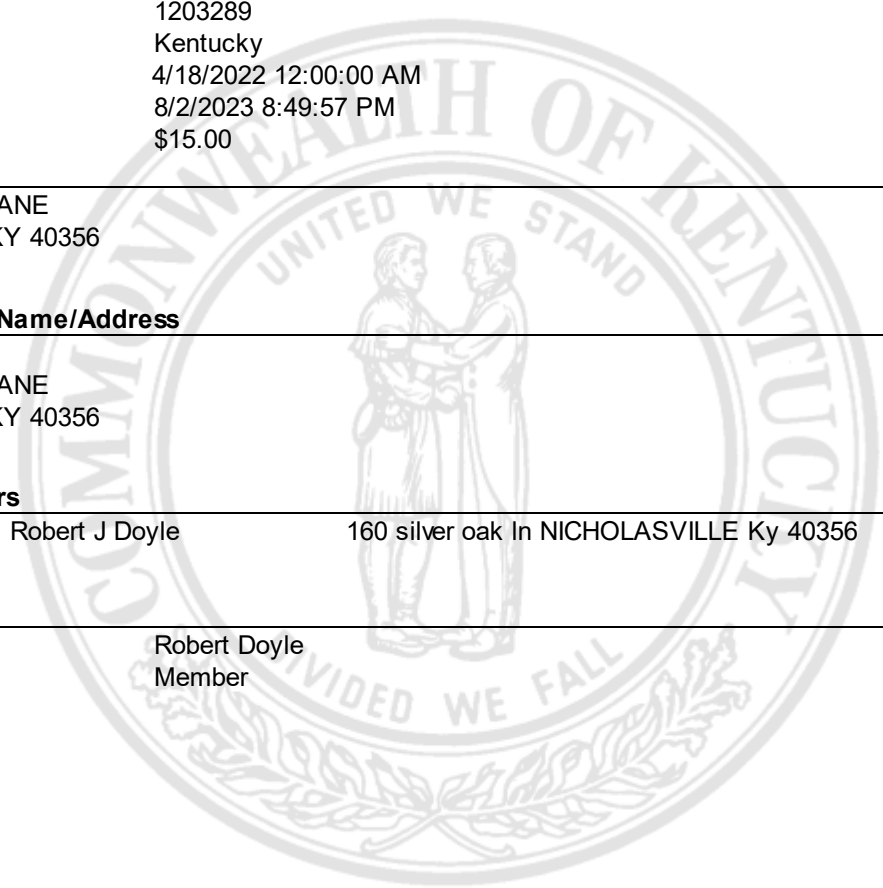 1203289
Kentucky
4/18/2022 12:00:00 AM
8/2/2023 8:49:57 PM
$15.00
ANE
KY 40356
Name/Address
ANE
KY 40356
rs
Robert J Doyle 160 silver oak ln NICHOLASVILLE Ky 40356
Robert Doyle
Member
COMMONWEALTH OF KENTUCKY
UNITED WE STAND
DIVIDED WE FALL